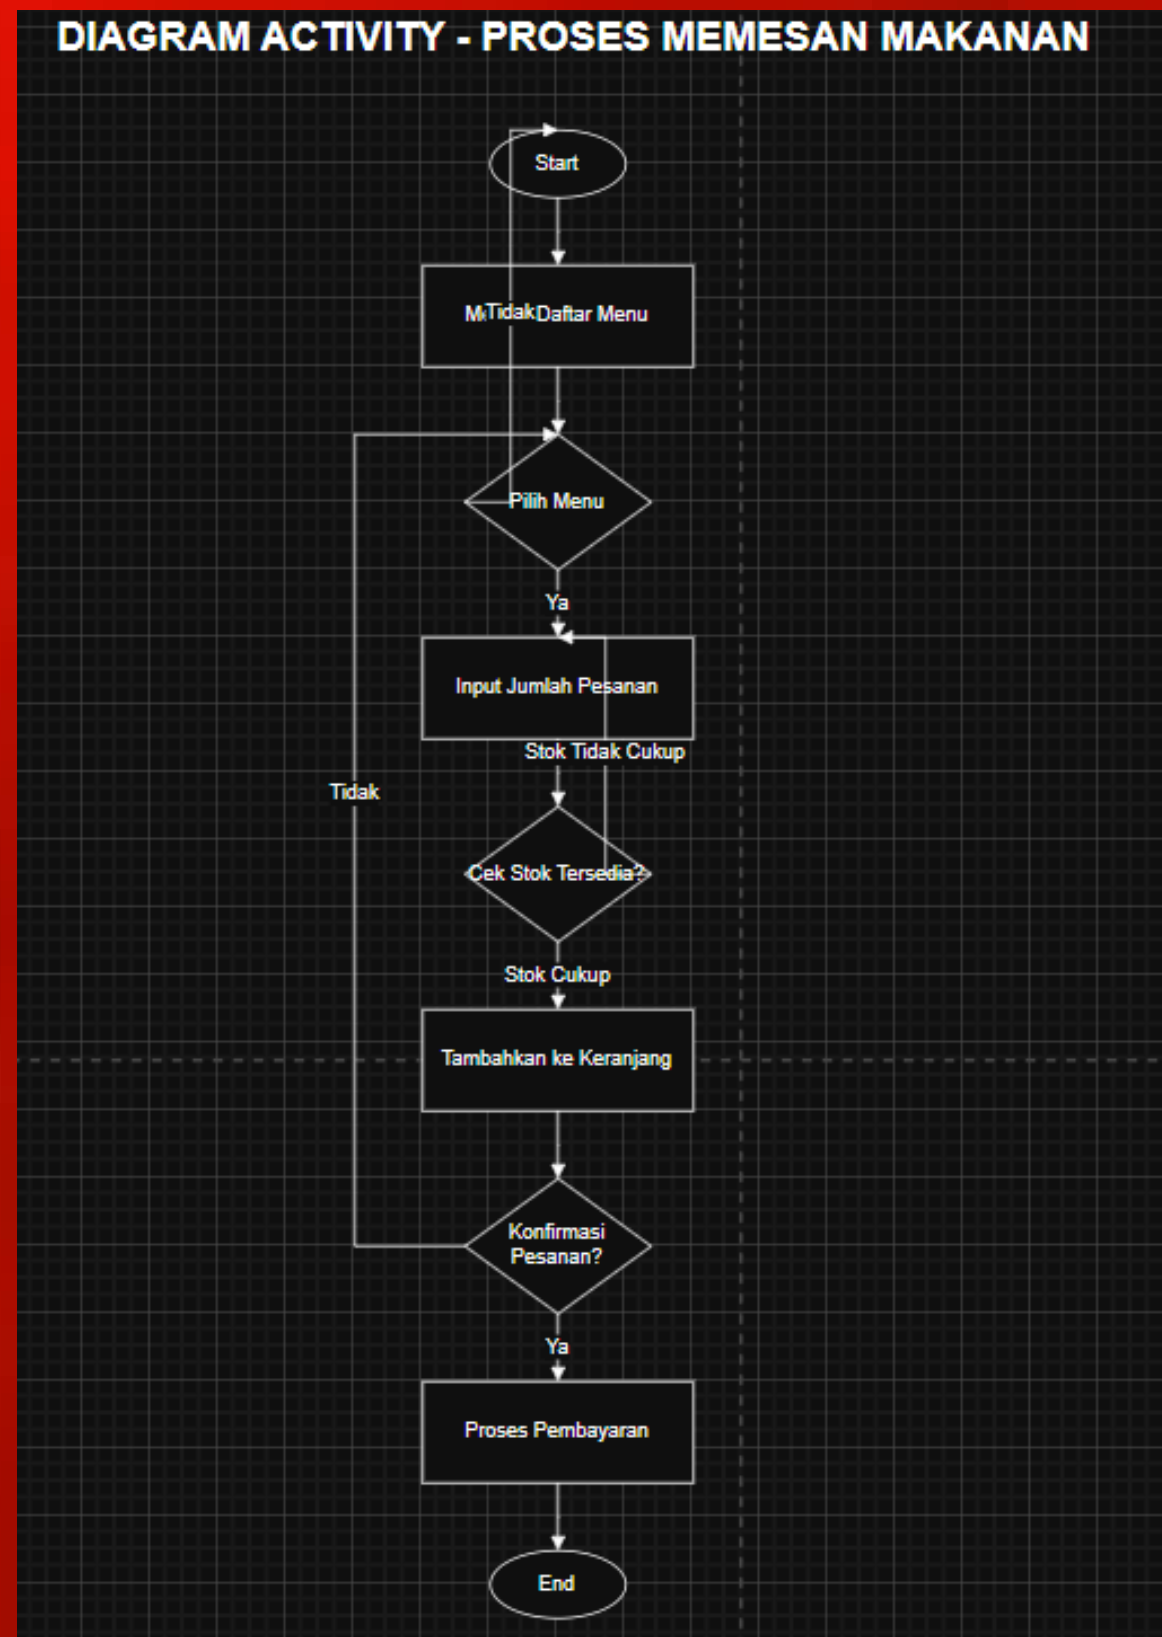 DIAGRAM ACTIVITY - PROSES MEMESAN MAKANAN
Start
Tidak
Daftar Menu
Pilih Menu
Ya
Input Jumlah Pesanan
Stok Tidak Cukup
Tidak
Cek Stok Tersedia?
Stok Cukup
Tambahkan ke Keranjang
Konfirmasi
Pesanan?
Ya
Proses Pembayaran
End